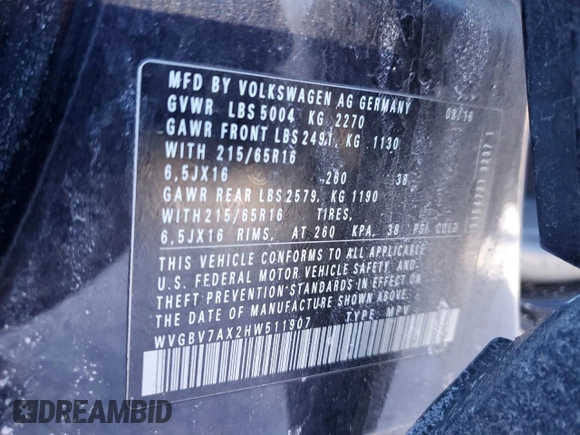 MFD BY VOLKSWAGEN AG GERMANY 09/16
GVWR LBS 5004 KG 2270
GAWR FRONT LBS 2491, KG 1130
WITH 215/65R16
6,5JX16 260 38
GAWR REAR LBS 2579, KG 1190
WITH 215/65R16 TIRES,
6,5JX16 RIMS, AT 260 KPA, 38 PSI COLD
THIS VEHICLE CONFORMS TO ALL APPLICABLE
U.S. FEDERAL MOTOR VEHICLE SAFETY AND
THEFT PREVENTION STANDARDS IN EFFECT ON
THE DATE OF MANUFACTURE SHOWN ABOVE.
WVGBV7AX2HW511907 TYPE: MPV
DREAMBID